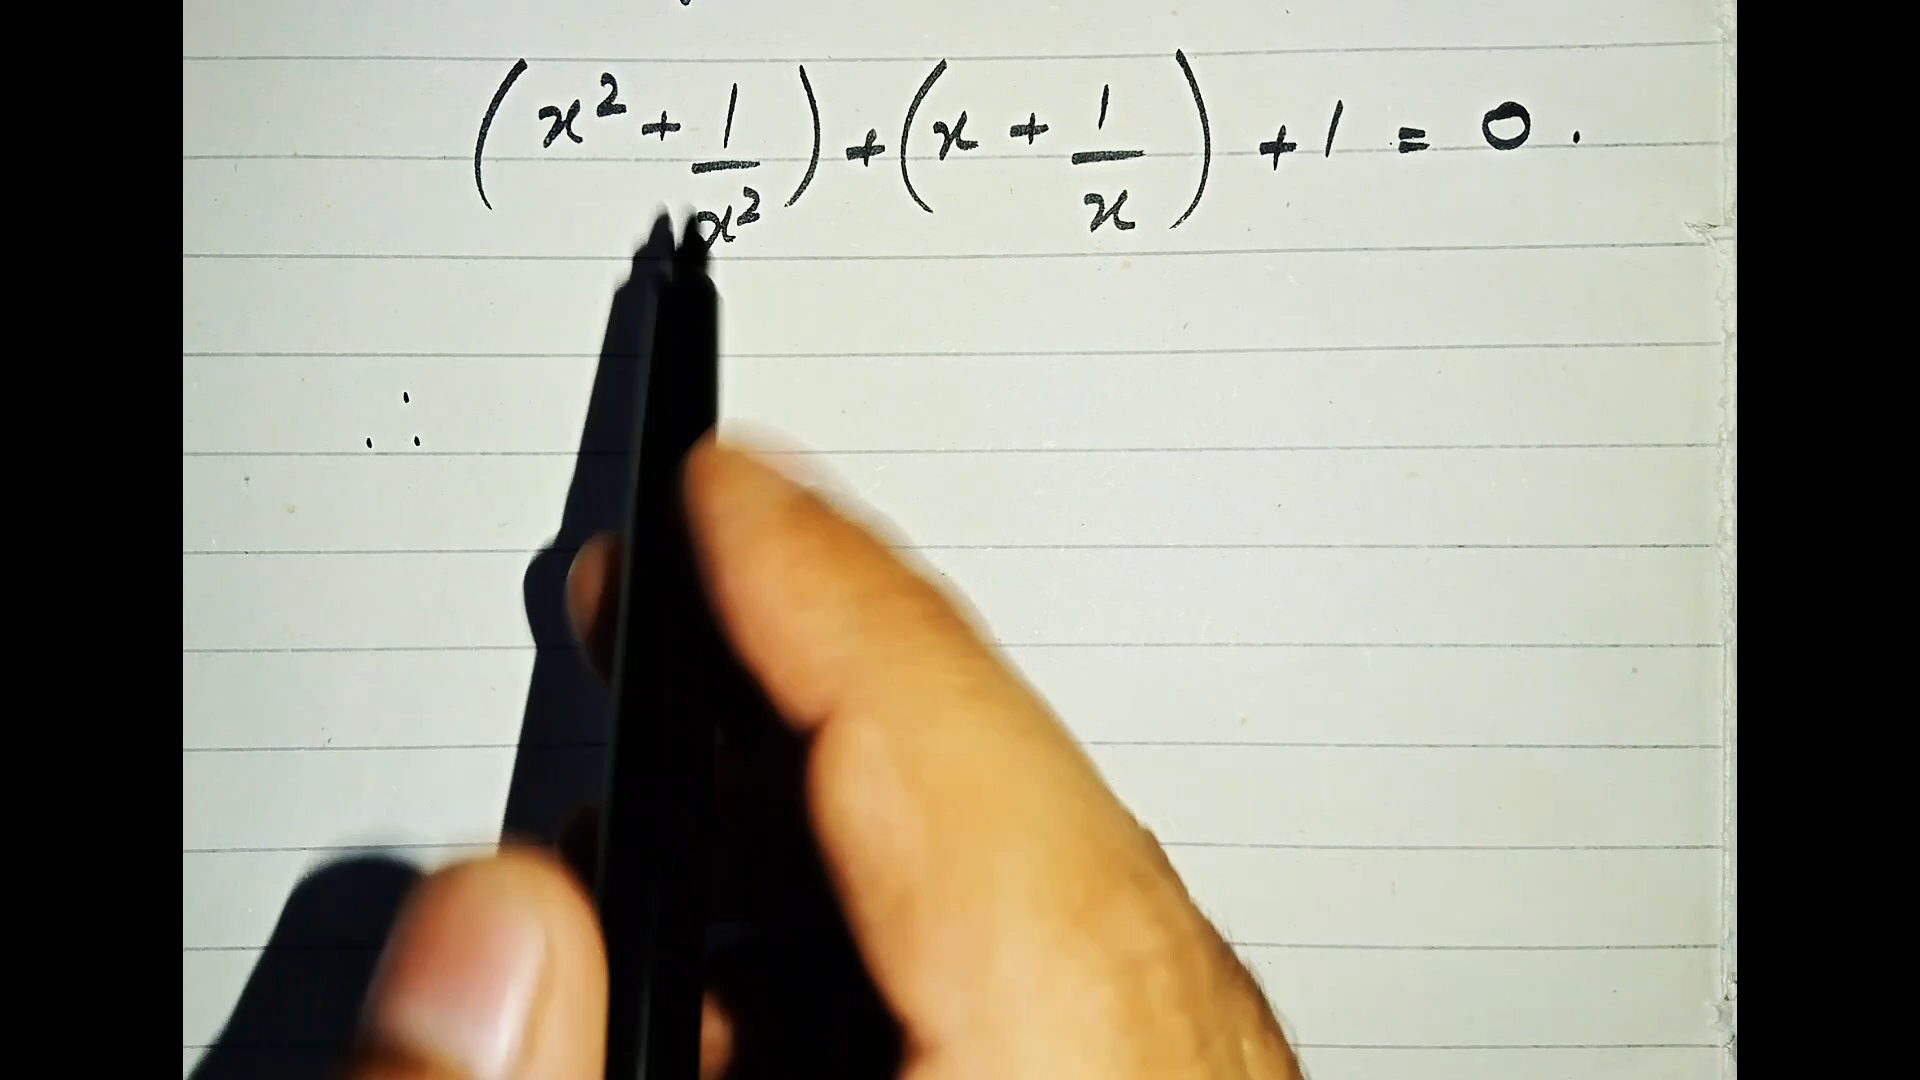 (x² + 1/x²) + (x + 1/x) + 1 = 0.
∴